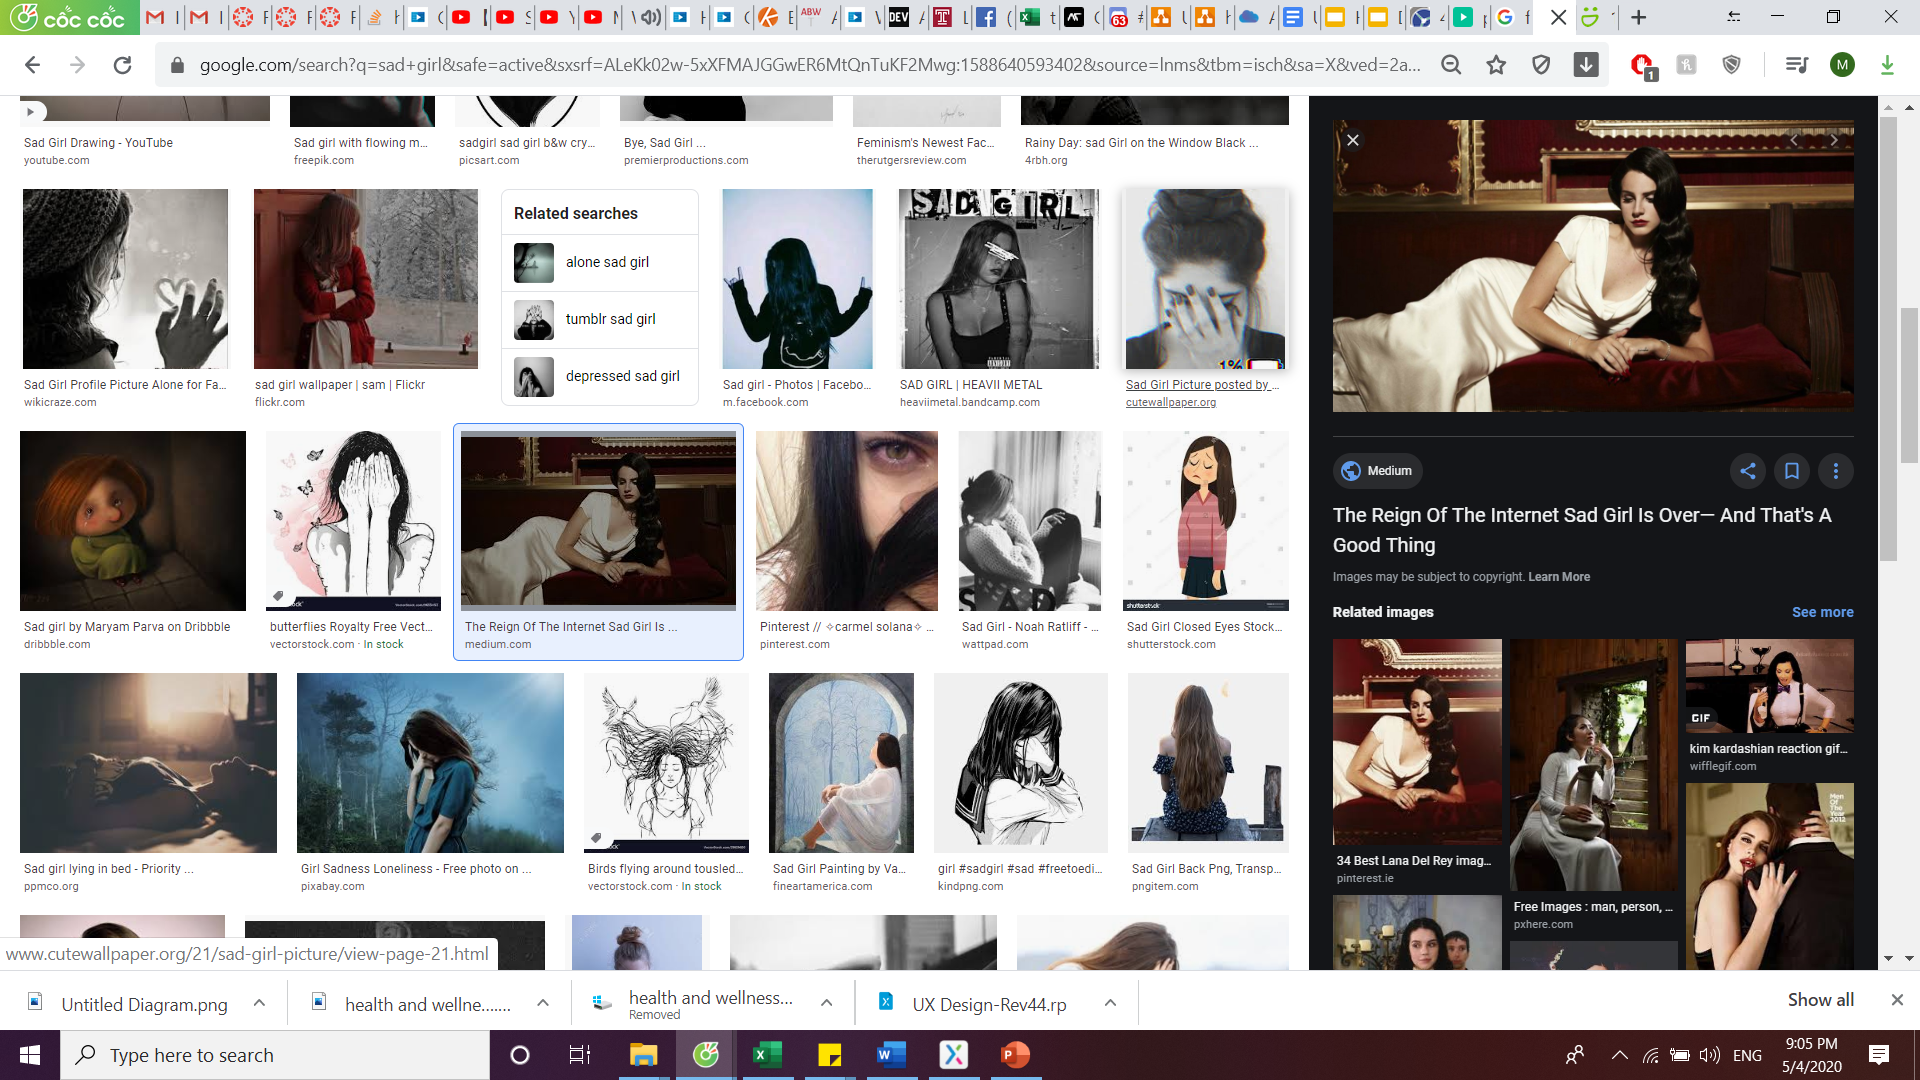 cốc cốc
google.com/search?q=sad+girl&safe=active&sxsrf=ALeKk02w-5xXFMAJGGwER6MtQnTuKF2Mwg:1588640593402&source=lnms&tbm=isch&sa=X&ved=2a...
M
1
63
ABW
DEV
Sad Girl Drawing - YouTube
youtube.com
Sad girl with flowing m...
freepik.com
sadgirl sad girl b&w cry...
picsart.com
Bye, Sad Girl ...
premierproductions.com
Feminism's Newest Fac...
therutgersreview.com
Rainy Day: sad Girl on the Window Black ...
4rbh.org
Related searches
alone sad girl
tumblr sad girl
depressed sad girl
SAD GIRL
1%
Sad Girl Profile Picture Alone for Fa...
wikicraze.com
sad girl wallpaper | sam | Flickr
flickr.com
Sad girl - Photos | Facebo...
m.facebook.com
SAD GIRL | HEAVII METAL
heaviimetal.bandcamp.com
Sad Girl Picture posted by ...
cutewallpaper.org
SAD
shutterstock
Sad girl by Maryam Parva on Dribbble
dribbble.com
butterflies Royalty Free Vect...
vectorstock.com · In stock
The Reign Of The Internet Sad Girl Is ...
medium.com
Pinterest // ✧carmel solana✧ ...
pinterest.com
Sad Girl - Noah Ratliff - ...
wattpad.com
Sad Girl Closed Eyes Stock...
shutterstock.com
Sad girl lying in bed - Priority ...
ppmco.org
Girl Sadness Loneliness - Free photo on ...
pixabay.com
Birds flying around tousled...
vectorstock.com · In stock
Sad Girl Painting by Va...
fineartamerica.com
girl #sadgirl #sad #freetoedi...
kindpng.com
Sad Girl Back Png, Transp...
pngitem.com
www.cutewallpaper.org/21/sad-girl-picture/view-page-21.html
Medium
The Reign Of The Internet Sad Girl Is Over— And That's A
Good Thing
Images may be subject to copyright. Learn More
Related images
See more
GIF
kim kardashian reaction gif...
wifflegif.com
Men
Of The
Year
2012
34 Best Lana Del Rey imag...
pinterest.ie
Free Images : man, person, ...
pxhere.com
Untitled Diagram.png
health and wellne.......
health and wellness...
Removed
UX Design-Rev44.rp
Show all
Type here to search
ENG
9:05 PM
5/4/2020